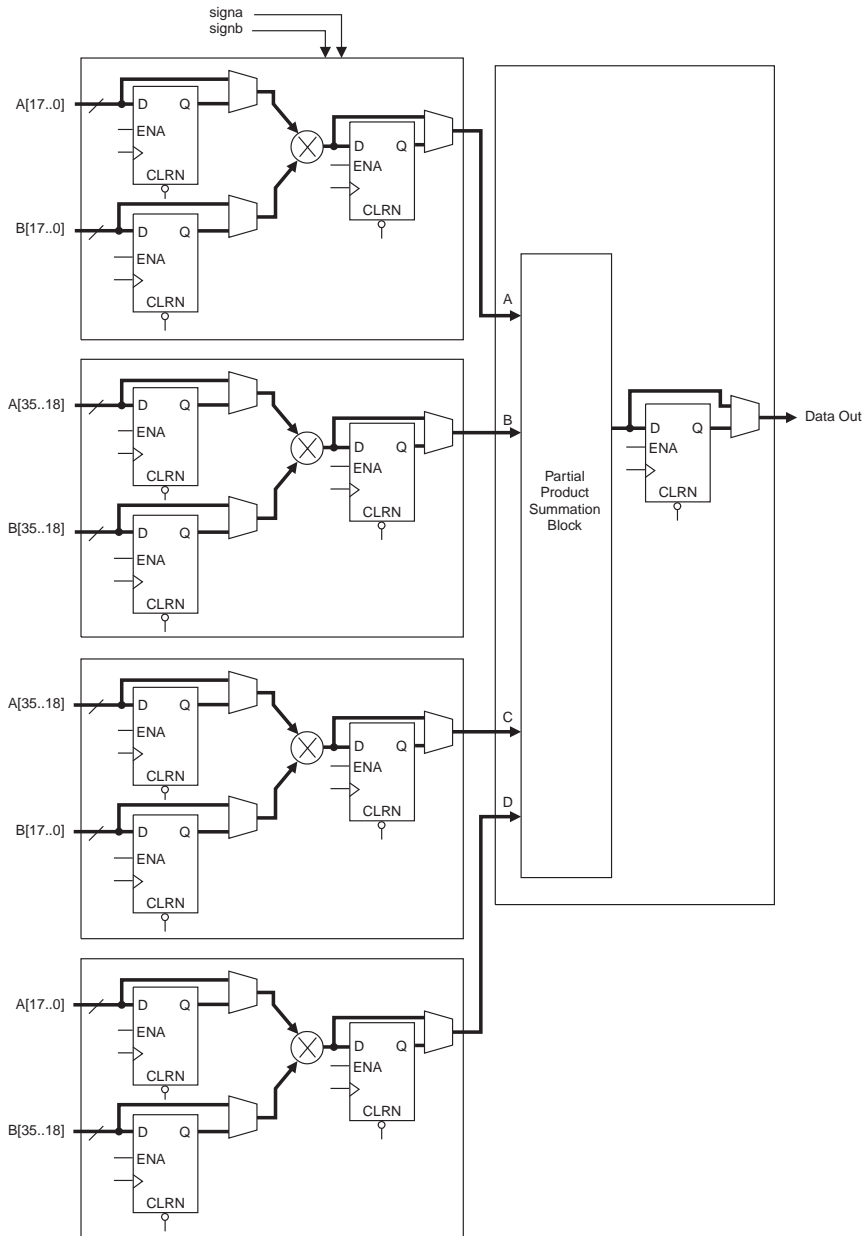 signa
signb
A[17..0]
D Q
ENA
CLRN
B[17..0]
D Q
ENA
CLRN
D
Q
ENA
CLRN
A
A[35..18]
D Q
ENA
CLRN
B[35..18]
D Q
ENA
CLRN
D
Q
ENA
CLRN
B
A[35..18]
D Q
ENA
CLRN
B[17..0]
D Q
ENA
CLRN
D
Q
ENA
CLRN
C
A[17..0]
D Q
ENA
CLRN
B[35..18]
D Q
ENA
CLRN
D
Q
ENA
CLRN
D
Partial
Product
Summation
Block
D Q
ENA
CLRN
Data Out